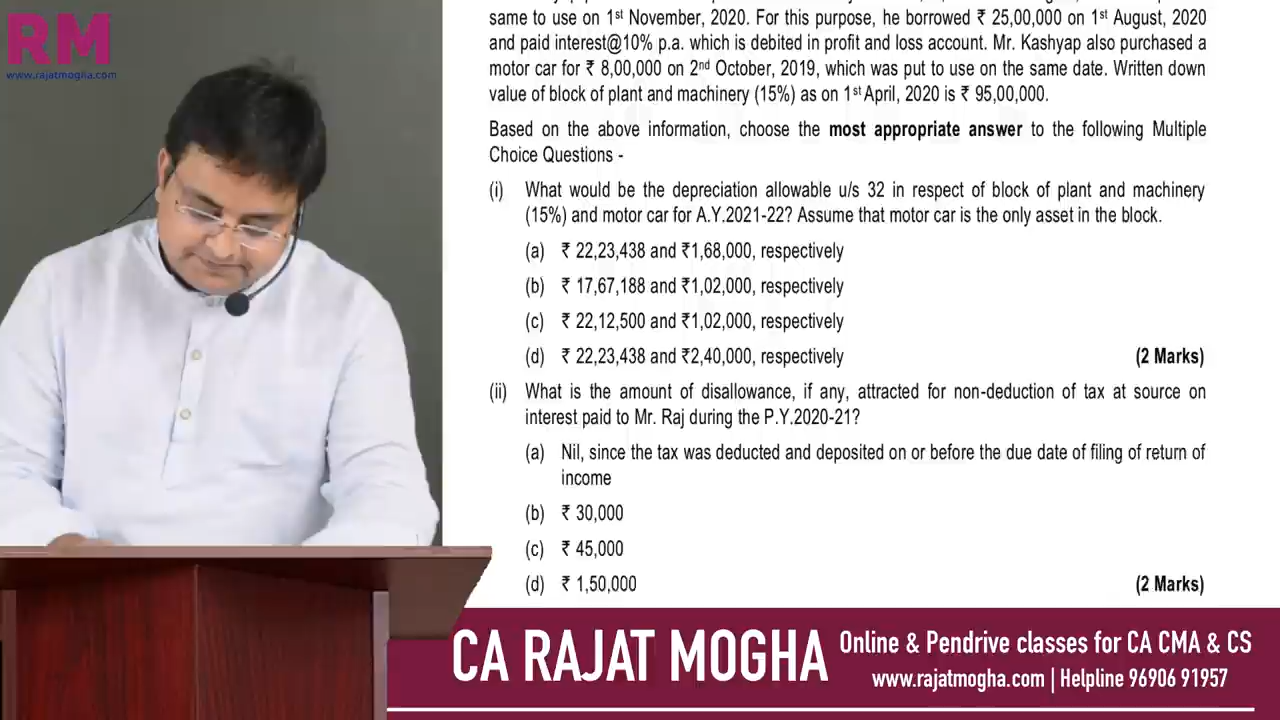 RM
www.rajatmogha.com
same to use on 1st November, 2020. For this purpose, he borrowed ₹ 25,00,000 on 1st August, 2020
and paid interest@10% p.a. which is debited in profit and loss account. Mr. Kashyap also purchased a
motor car for ₹ 8,00,000 on 2nd October, 2019, which was put to use on the same date. Written down
value of block of plant and machinery (15%) as on 1st April, 2020 is ₹ 95,00,000.
Based on the above information, choose the most appropriate answer to the following Multiple
Choice Questions -
(i) What would be the depreciation allowable u/s 32 in respect of block of plant and machinery
(15%) and motor car for A.Y.2021-22? Assume that motor car is the only asset in the block.
(a) ₹ 22,23,438 and ₹1,68,000, respectively
(b) ₹ 17,67,188 and ₹1,02,000, respectively
(c) ₹ 22,12,500 and ₹1,02,000, respectively
(d) ₹ 22,23,438 and ₹2,40,000, respectively (2 Marks)
(ii) What is the amount of disallowance, if any, attracted for non-deduction of tax at source on
interest paid to Mr. Raj during the P.Y.2020-21?
(a) Nil, since the tax was deducted and deposited on or before the due date of filing of return of
income
(b) ₹ 30,000
(c) ₹ 45,000
(d) ₹ 1,50,000 (2 Marks)
CA RAJAT MOGHA
Online & Pendrive classes for CA CMA & CS
www.rajatmogha.com | Helpline 96906 91957